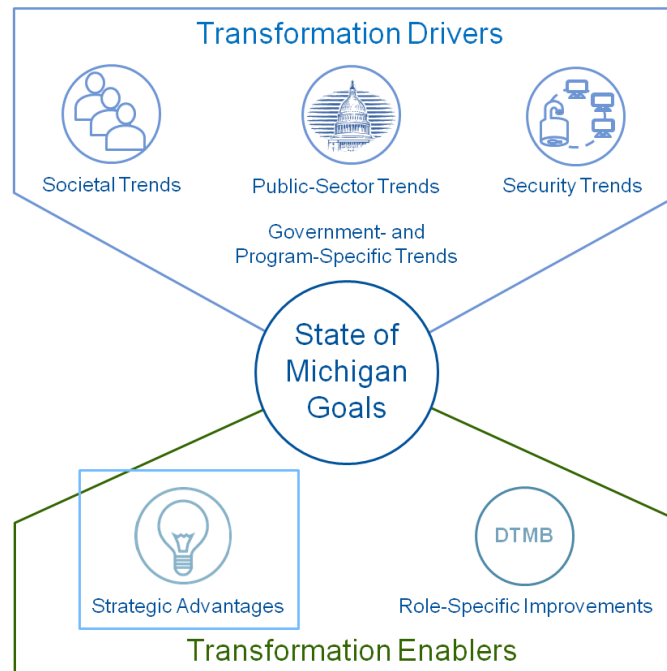 Transformation Drivers
Societal Trends
Public-Sector Trends
Security Trends
Government- and
Program-Specific Trends
State of
Michigan
Goals
DTMB
Strategic Advantages
Role-Specific Improvements
Transformation Enablers